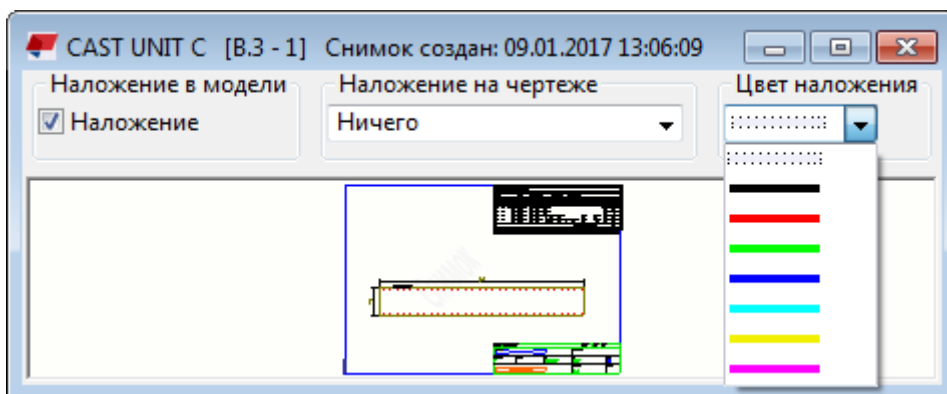 CAST UNIT C [B.3 - 1] Снимок создан: 09.01.2017 13:06:09
Наложение в модели
Наложение на чертеже
Цвет наложения
Наложение
Ничего
Снимок